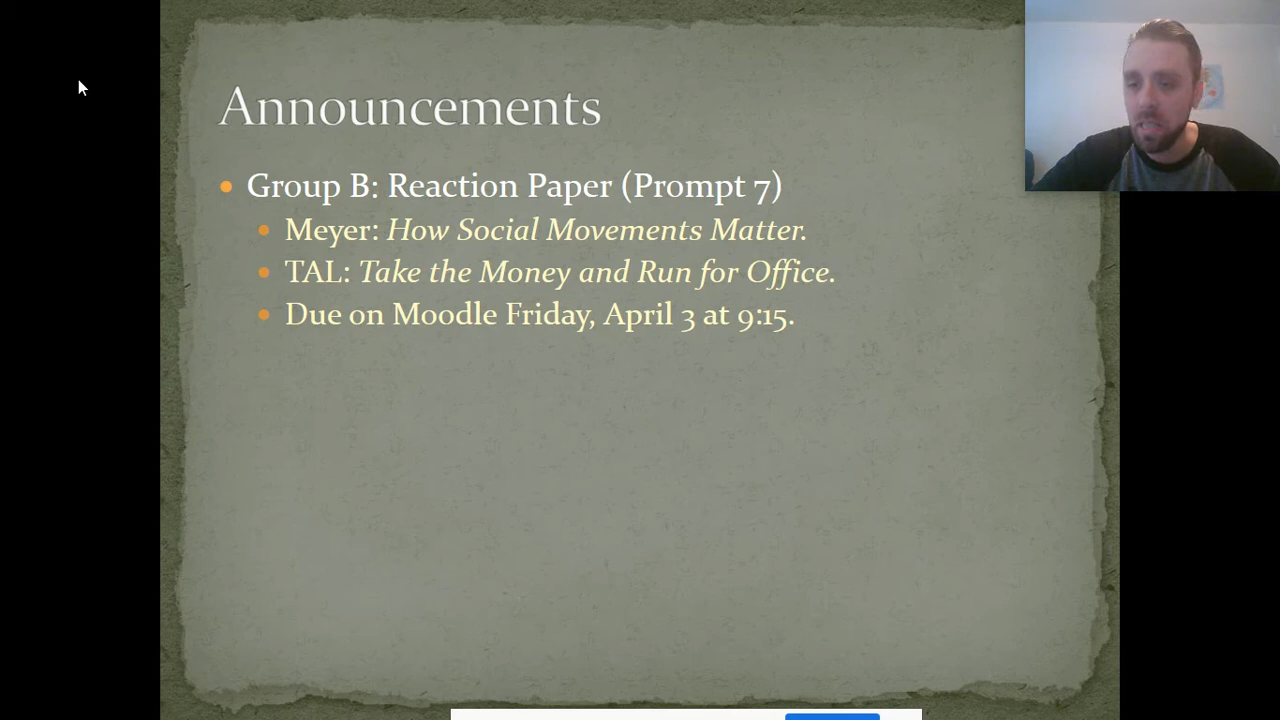 Announcements
Group B: Reaction Paper (Prompt 7)
Meyer: How Social Movements Matter.
TAL: Take the Money and Run for Office.
Due on Moodle Friday, April 3 at 9:15.